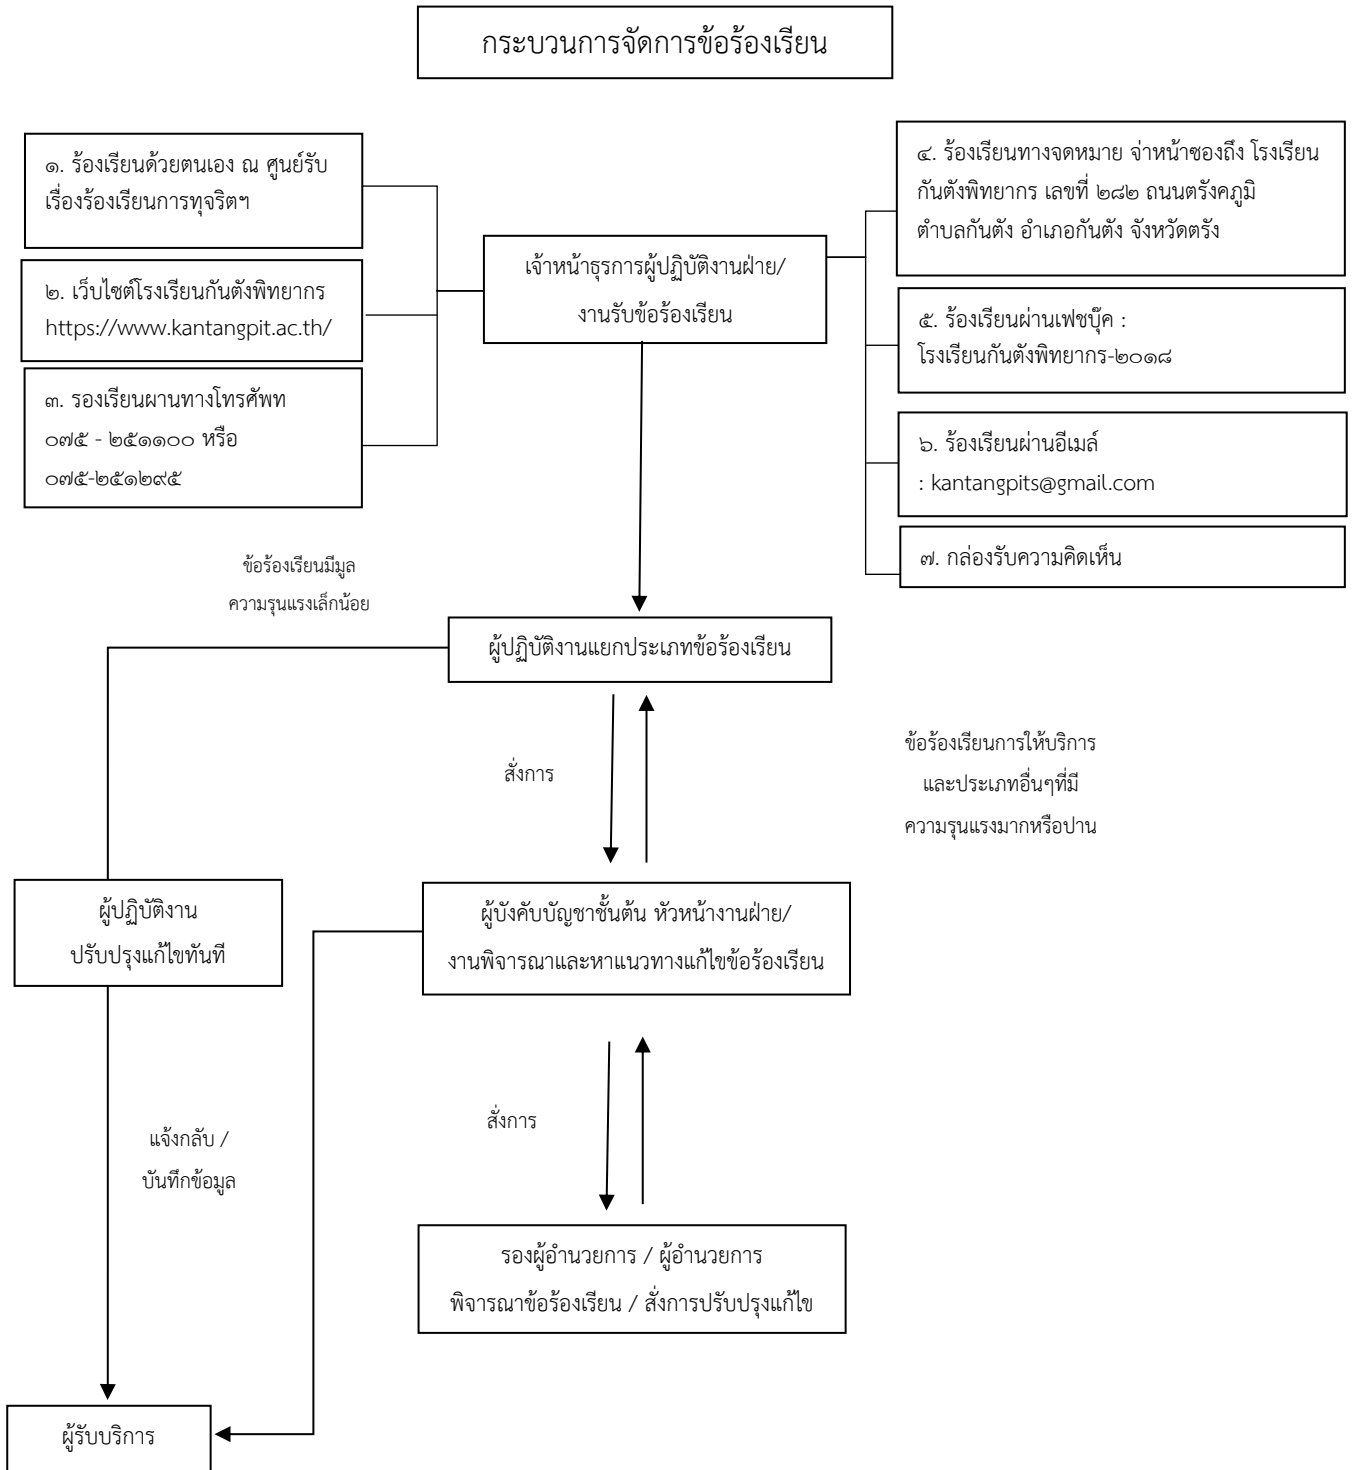 กระบวนการจัดการข้อร้องเรียน
๑. ร้องเรียนด้วยตนเอง ณ ศูนย์รับ
เรื่องร้องเรียนการทุจริตฯ
๒. เว็บไซต์โรงเรียนกันตังพิทยากร
https://www.kantangpit.ac.th/
๓. รองเรียนผานทางโทรศัพท
๐๗๕ - ๒๕๑๑๐๐ หรือ
๐๗๕-๒๕๑๒๙๕
เจ้าหน้าธุรการผู้ปฏิบัติงานฝ่าย/
งานรับข้อร้องเรียน
๔. ร้องเรียนทางจดหมาย จ่าหน้าซองถึง โรงเรียน
กันตังพิทยากร เลขที่ ๒๘๒ ถนนตรังคภูมิ
ตำบลกันตัง อำเภอกันตัง จังหวัดตรัง
๕. ร้องเรียนผ่านเฟชบุ๊ค :
โรงเรียนกันตังพิทยากร-๒๐๑๘
๖. ร้องเรียนผ่านอีเมล์
: kantangpits@gmail.com
๗. กล่องรับความคิดเห็น
ข้อร้องเรียนมีมูล
ความรุนแรงเล็กน้อย
ผู้ปฏิบัติงานแยกประเภทข้อร้องเรียน
สั่งการ
ข้อร้องเรียนการให้บริการ
และประเภทอื่นๆที่มี
ความรุนแรงมากหรือปาน
ผู้ปฏิบัติงาน
ปรับปรุงแก้ไขทันที
ผู้บังคับบัญชาชั้นต้น หัวหน้างานฝ่าย/
งานพิจารณาและหาแนวทางแก้ไขข้อร้องเรียน
แจ้งกลับ /
บันทึกข้อมูล
สั่งการ
รองผู้อำนวยการ / ผู้อำนวยการ
พิจารณาข้อร้องเรียน / สั่งการปรับปรุงแก้ไข
ผู้รับบริการ